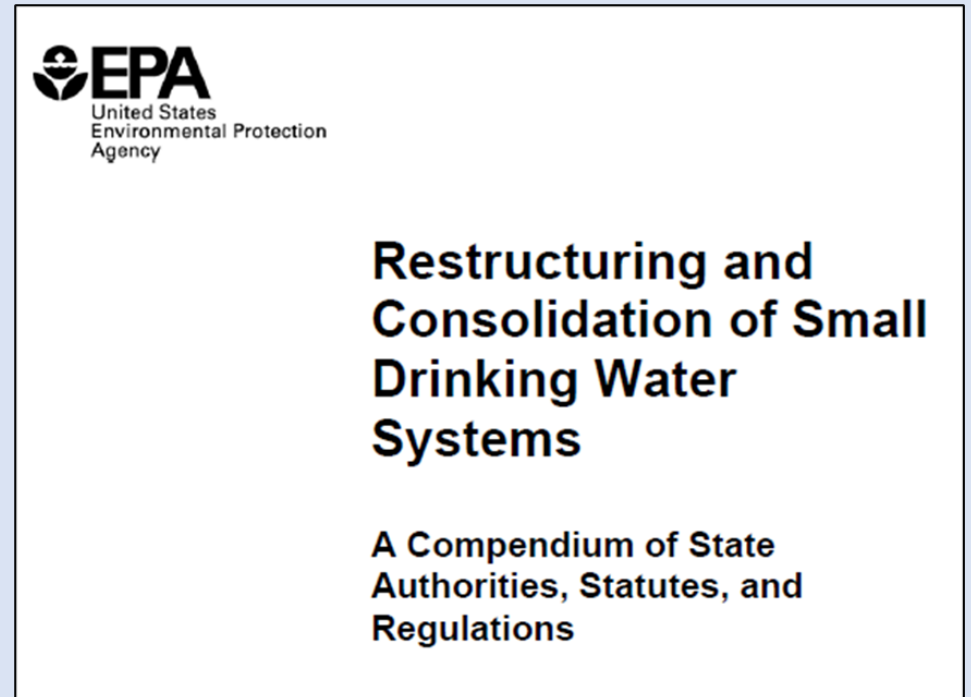 EPA
United States
Environmental Protection
Agency
Restructuring and
Consolidation of Small
Drinking Water
Systems
A Compendium of State
Authorities, Statutes, and
Regulations